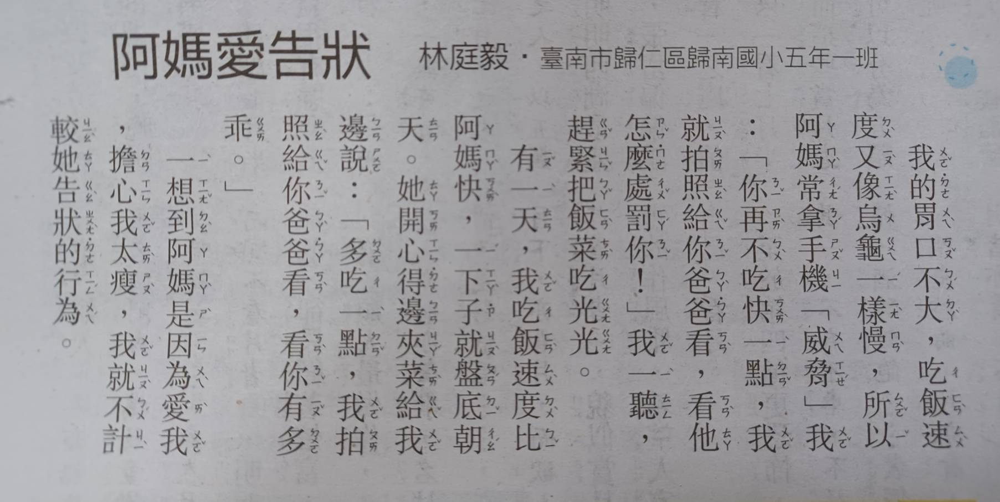 阿媽愛告狀
林庭毅・臺南市歸仁區歸南國小五年一班
我的胃口不大，吃飯速
度又像烏龜一樣慢，所以
阿媽常拿手機「威脅」我
：「你再不吃快一點，我
就拍照給你爸爸看，看他
怎麼處罰你！」我一聽，
趕緊把飯菜吃光光。
有一天，我吃飯速度比
阿媽快，一下子就盤底朝
天。她開心得邊夾菜給我
邊說：「多吃一點，我拍
照給你爸爸看，看你有多
乖。」
一想到阿媽是因為愛我
，擔心我太瘦，我就不計
較她告狀的行為。